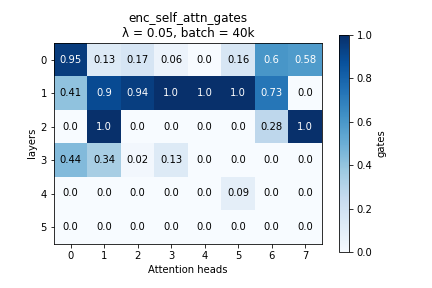 enc_self_attn_gates
λ = 0.05, batch = 40k
layers
0 0.95 0.13 0.17 0.06 0.0 0.16 0.6 0.58
1 0.41 0.9 0.94 1.0 1.0 1.0 0.73 0.0
2 0.0 1.0 0.0 0.0 0.0 0.0 0.28 1.0
3 0.44 0.34 0.02 0.13 0.0 0.0 0.0 0.0
4 0.0 0.0 0.0 0.0 0.0 0.09 0.0 0.0
5 0.0 0.0 0.0 0.0 0.0 0.0 0.0 0.0
0 1 2 3 4 5 6 7
Attention heads
1.0
0.8
0.6
0.4
0.2
0.0
gates